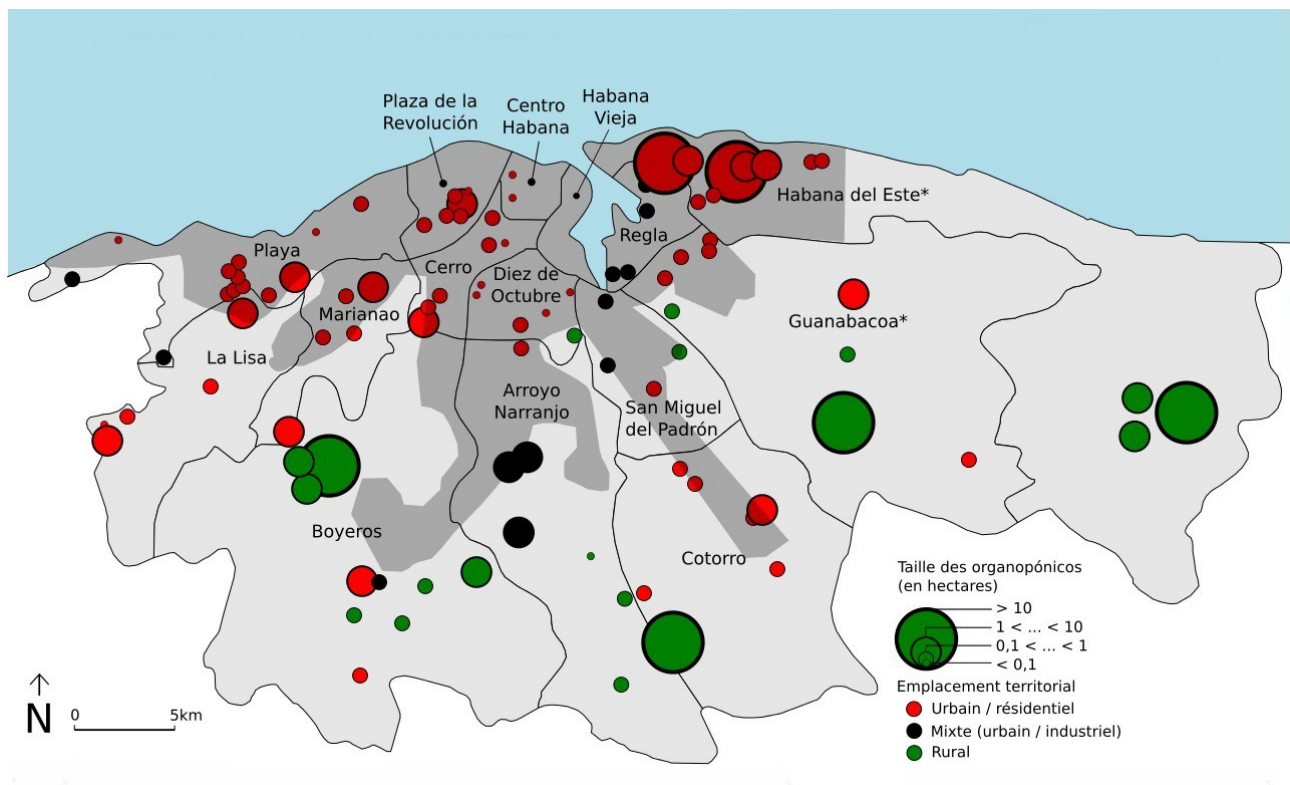 Plaza de la
Revolución
Centro
Habana
Habana
Vieja
Habana del Este*
Playa
Regla
Cerro
Diez de
Octubre
Marianao
Guanabacoa*
La Lisa
Arroyo
Narranjo
San Miguel
del Padrón
Boyeros
Cotorro
Taille des organopónicos
(en hectares)
> 10
1 < ... < 10
0,1 < ... < 1
< 0,1
Emplacement territorial
Urbain / résidentiel
Mixte (urbain / industriel)
Rural
N
0 5km